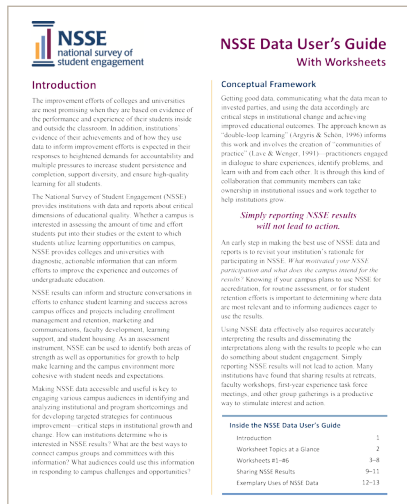 NSSE
national survey of
student engagement
NSSE Data User's Guide
With Worksheets
Introduction
The improvement efforts of colleges and universities
are most promising when they are based on evidence of
the performance and experience of their students inside
and outside the classroom. In addition, institutions'
evidence of their achievements and of how they use
data to inform improvement efforts is expected in their
responses to heightened demands for accountability and
multiple pressures to increase student persistence and
completion, support diversity, and ensure high-quality
learning for all students.
The National Survey of Student Engagement (NSSE)
provides institutions with data and reports about critical
dimensions of educational quality. Whether a campus is
interested in assessing the amount of time and effort
students put into their studies or the extent to which
students utilize learning opportunities on campus,
NSSE provides colleges and universities with
diagnostic, actionable information that can inform
efforts to improve the experience and outcomes of
undergraduate education.
NSSE results can inform and structure conversations in
efforts to enhance student learning and success across
campus offices and projects including enrollment
management and retention, marketing and
communications, faculty development, learning
support, and student housing. As an assessment
instrument, NSSE can be used to identify both areas of
strength as well as opportunities for growth to help
make learning and the campus environment more
cohesive with student needs and expectations.
Making NSSE data accessible and useful is key to
engaging various campus audiences in identifying and
analyzing institutional and program shortcomings and
for developing targeted strategies for continuous
improvement—critical steps in institutional growth and
change. How can institutions determine who is
interested in NSSE results? What are the best ways to
connect campus groups and committees with this
information? What audiences could use this information
in responding to campus challenges and opportunities?
Conceptual Framework
Getting good data, communicating what the data mean to
invested parties, and using the data accordingly are
critical steps in institutional change and achieving
improved educational outcomes. The approach known as
"double-loop learning" (Argyris & Schön, 1996) informs
this work and involves the creation of "communities of
practice" (Lave & Wenger, 1991)—practitioners engaged
in dialogue to share experiences, identify problems, and
learn with and from each other. It is through this kind of
collaboration that community members can take
ownership in institutional issues and work together to
help institutions grow.
Simply reporting NSSE results
will not lead to action.
An early step in making the best use of NSSE data and
reports is to revisit your institution's rationale for
participating in NSSE. What motivated your NSSE
participation and what does the campus intend for the
results? Knowing if your campus plans to use NSSE for
accreditation, for routine assessment, or for student
retention efforts is important to determining where data
are most relevant and to informing audiences eager to
use the results.
Using NSSE data effectively also requires accurately
interpreting the results and disseminating the
interpretations along with the results to people who can
do something about student engagement. Simply
reporting NSSE results will not lead to action. Many
institutions have found that sharing results at retreats,
faculty workshops, first-year experience task force
meetings, and other group gatherings is a productive
way to stimulate interest and action.
Inside the NSSE Data User's Guide
Introduction 1
Worksheet Topics at a Glance 2
Worksheets #1–#6 3–8
Sharing NSSE Results 9–11
Exemplary Uses of NSSE Data 12–13